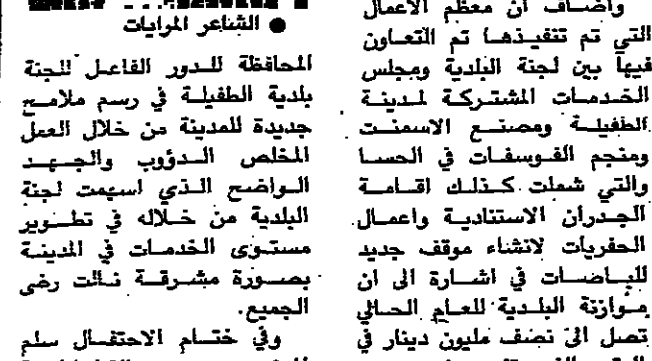 واضاف ان معظم الاعمال
التي تم تنفيذها تم التعاون
فيها بين لجنة البلدية ومجلس
الخدمات المشتركة لمدينة
الطفيلة ومصنع الاسمنت
ومنجم الفوسفات في الحسا
والتي شملت كذلك اقامة
الجدران الاستنادية واعمال
الحفريات لانشاء موقف جديد
للباصات في اشارة الى ان
موازنة البلدية للعام الحالي
تصل الى نصف مليون دينار في
● الشاعر المرايات
المحافظة للدور الفاعل للجنة
بلدية الطفيلة في رسم ملامح
جديدة للمدينة من خلال العمل
المخلص الدؤوب والجهد
الواضح الذي اسهمت لجنة
البلدية من خلاله في تطوير
مستوى الخدمات في المدينة
بصورة مشرقة نالت رضى
الجميع.
وفي ختام الاحتفال سلم